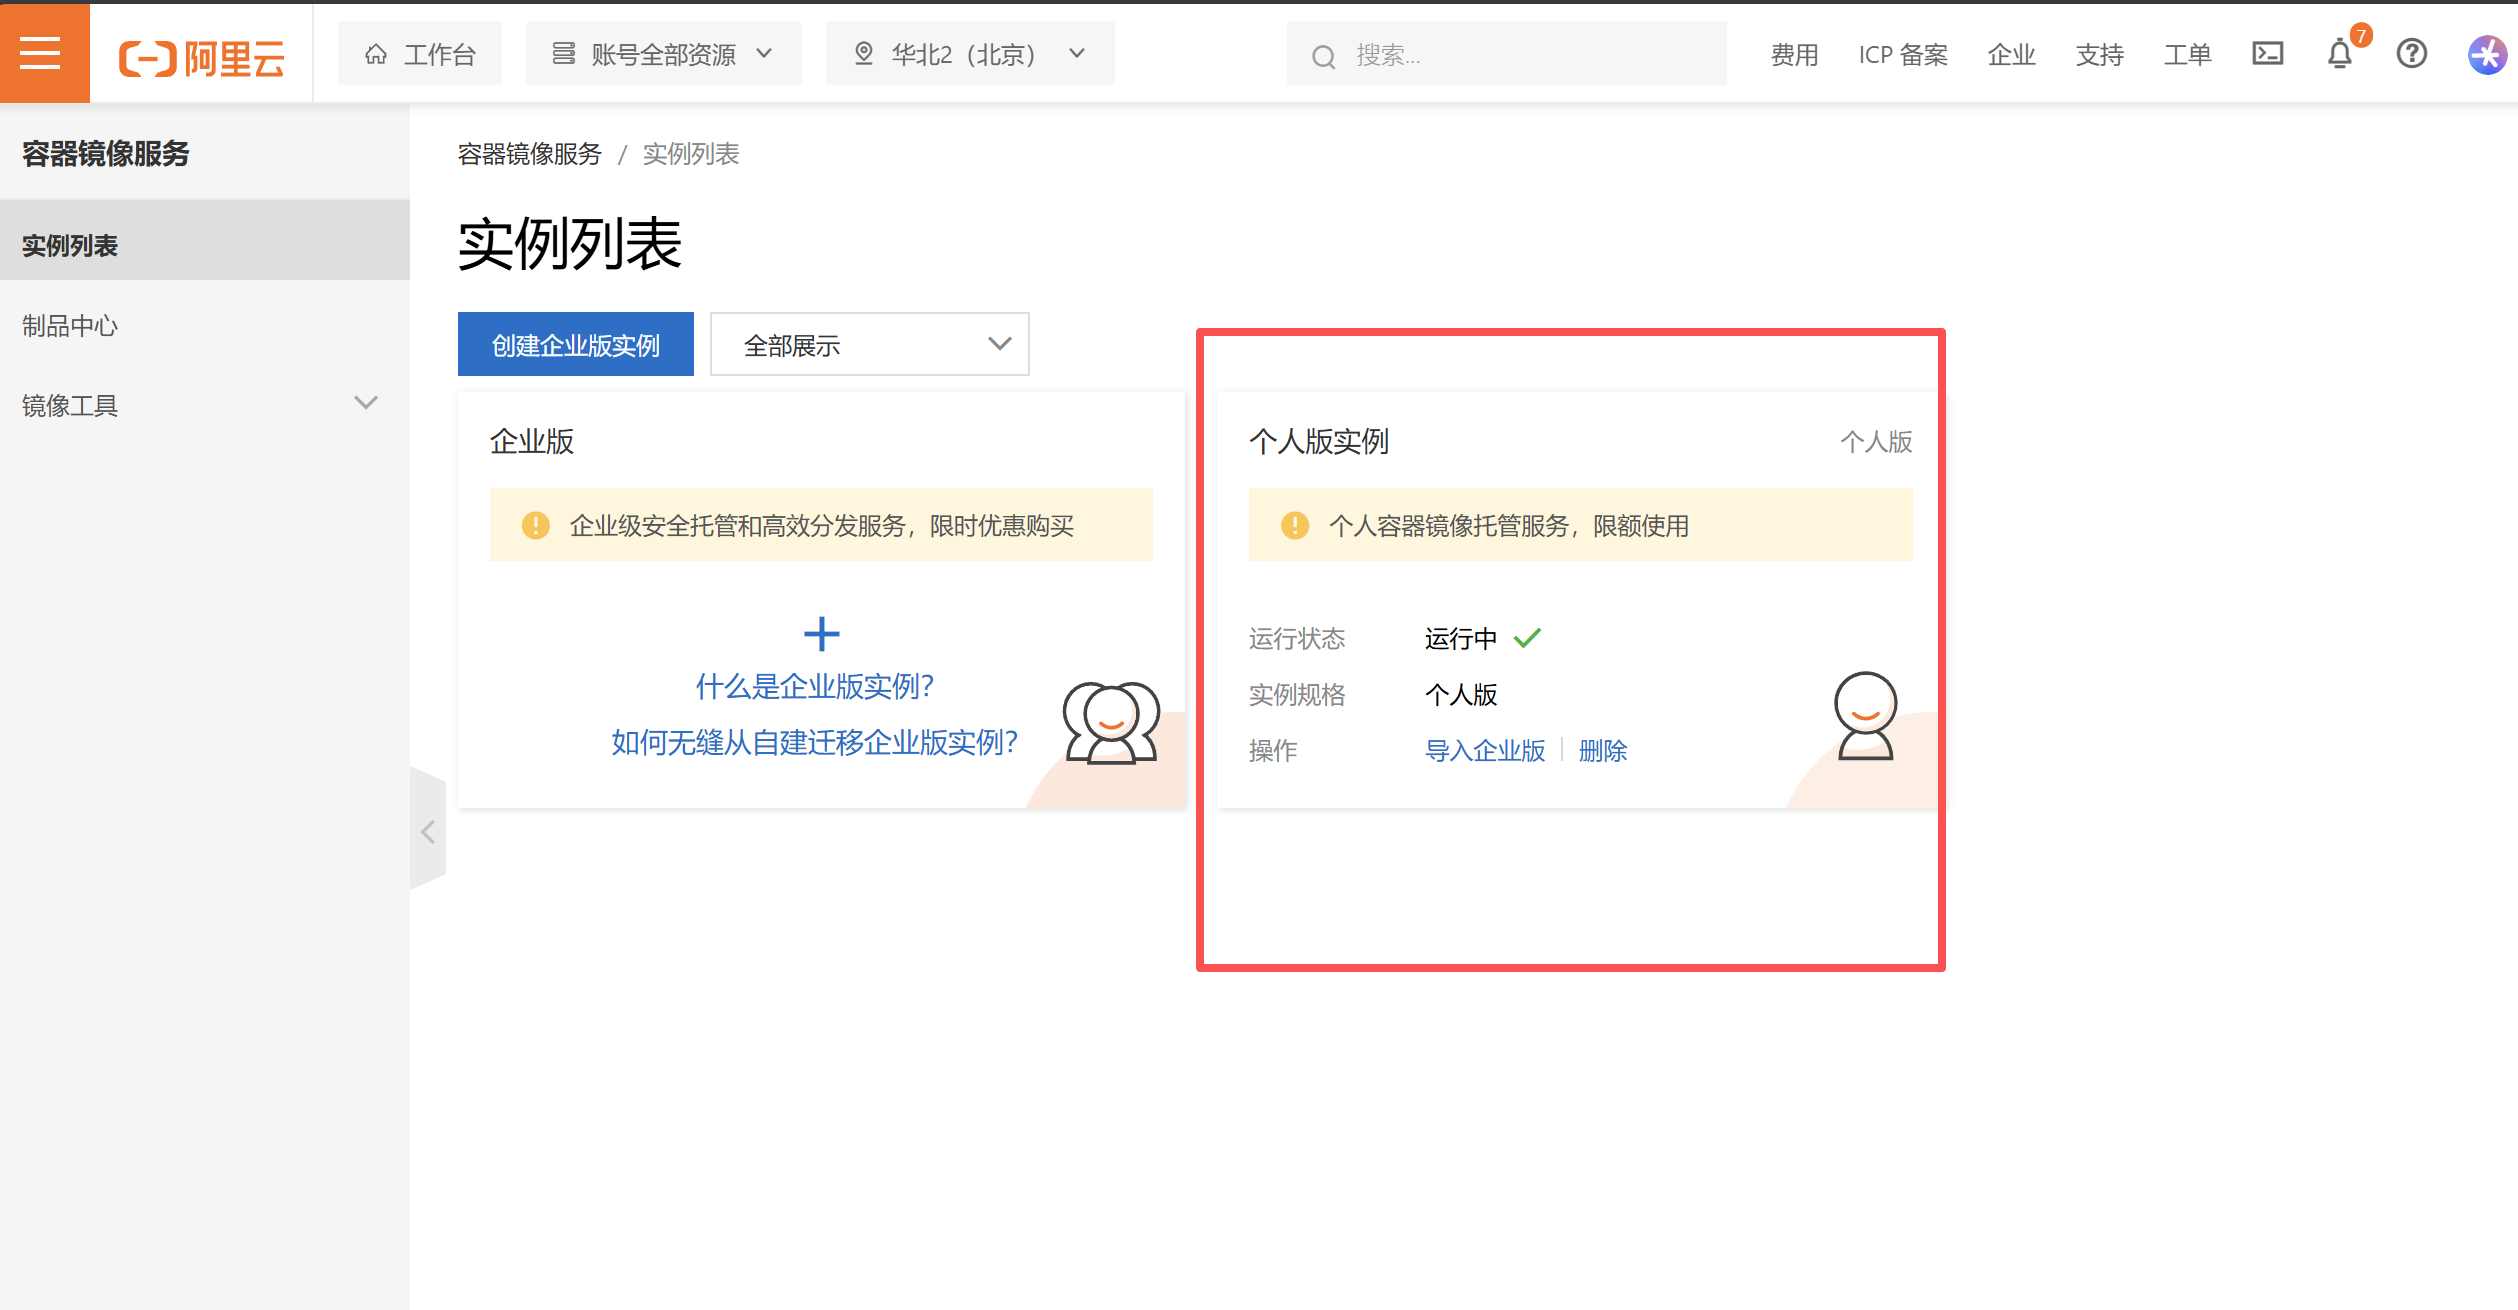 阿里云
工作台
账号全部资源
华北2（北京）
搜索...
费用
ICP 备案
企业
支持
工单
7
容器镜像服务
实例列表
制品中心
镜像工具
容器镜像服务 / 实例列表
实例列表
创建企业版实例
全部展示
企业版
企业级安全托管和高效分发服务，限时优惠购买
什么是企业版实例？
如何无缝从自建迁移企业版实例？
个人版实例
个人版
个人容器镜像托管服务，限额使用
运行状态 运行中
实例规格 个人版
操作 导入企业版 删除